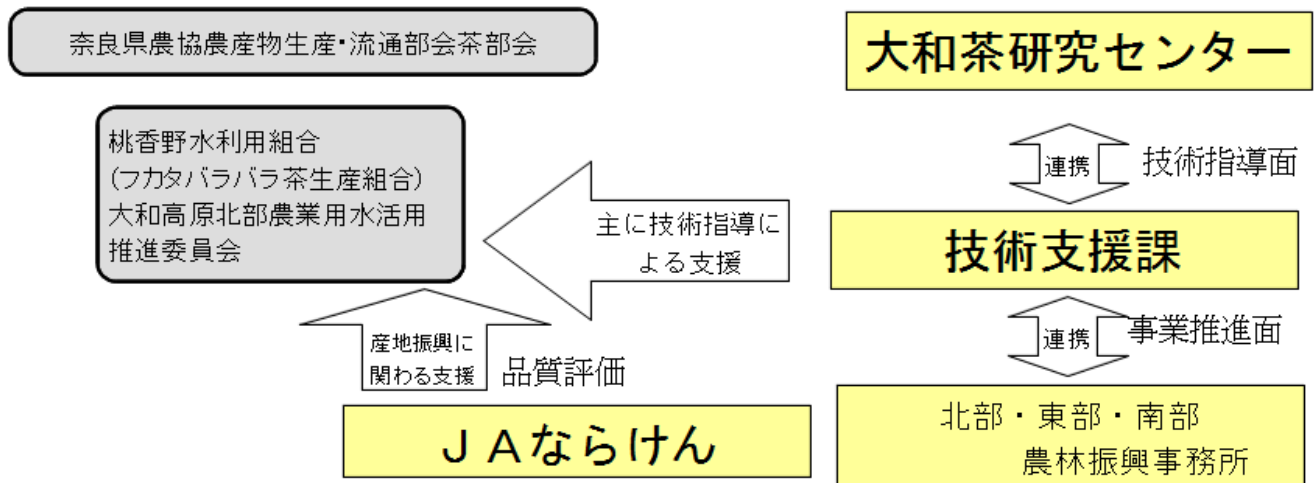 奈良県農協農産物生産・流通部会茶部会
大和茶研究センター
桃香野水利用組合
(フカタバラバラ茶生産組合)
大和高原北部農業用水活用
推進委員会
連携
技術指導面
主に技術指導に
よる支援
技術支援課
産地振興に
関わる支援
品質評価
連携
事業推進面
JAならけん
北部・東部・南部
農林振興事務所